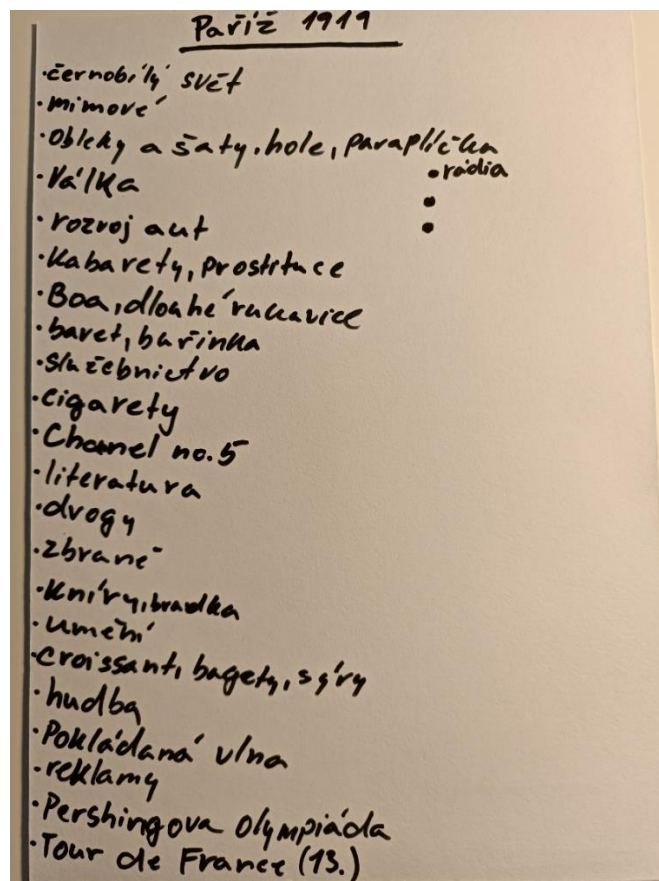 Paříž 1919
·černobílý svět
·mimové
·Obleky a šaty, hole, paraplíčka
·Válka
•rádia
•
·rozvoj aut
•
·Kabarety, prostituce
·Boa, dlouhé rukavice
·baret, buřinka
·služebnictvo
·cigarety
·Channel no.5
·literatura
·drogy
·zbraně
·Kníry, bradka
·umění
·croissant, bagety, sýry
·hudba
·Pokládaná vlna
·reklamy
·Pershingova Olympiáda
·Tour de France (13.)